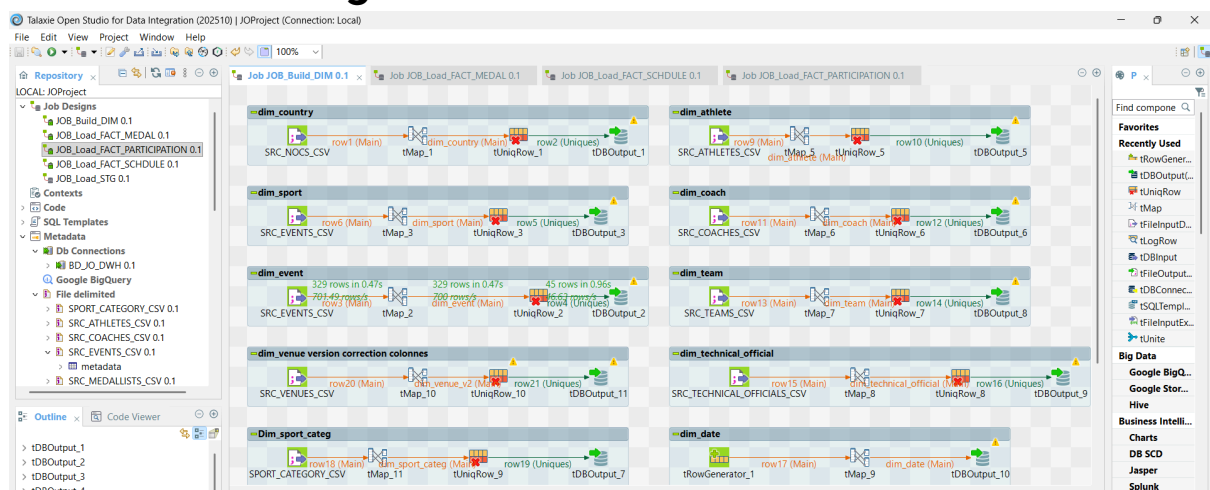 Talaxie Open Studio for Data Integration (202510) | JOProject (Connection: Local)
File Edit View Project Window Help
100%
Repository
LOCAL: JOProject
Job Designs
JOB_Build_DIM 0.1
JOB_Load_FACT_MEDAL 0.1
JOB_Load_FACT_PARTICIPATION 0.1
JOB_Load_FACT_SCHDULE 0.1
JOB_Load_STG 0.1
Contexts
Code
SQL Templates
Metadata
Db Connections
BD_JO_DWH 0.1
Google BigQuery
File delimited
SPORT_CATEGORY_CSV 0.1
SRC_ATHLETES_CSV 0.1
SRC_COACHES_CSV 0.1
SRC_EVENTS_CSV 0.1
metadata
SRC_MEDALLISTS_CSV 0.1
Outline Code Viewer
tDBOutput_1
tDBOutput_2
tDBOutput_3
Job JOB_Build_DIM 0.1 Job JOB_Load_FACT_MEDAL 0.1 Job JOB_Load_FACT_SCHDULE 0.1 Job JOB_Load_FACT_PARTICIPATION 0.1
dim_country
row1 (Main) dim_country (Main) row2 (Uniques)
SRC_NOCS_CSV tMap_1 tUniqRow_1 tDBOutput_1
dim_athlete
row9 (Main) row10 (Uniques)
SRC_ATHLETES_CSV tMap_5 tUniqRow_5 tDBOutput_5
dim_athlete (Main)
dim_sport
row6 (Main) dim_sport (Main) row5 (Uniques)
SRC_EVENTS_CSV tMap_3 tUniqRow_3 tDBOutput_3
dim_coach
row11 (Main) dim_coach (Main) row12 (Uniques)
SRC_COACHES_CSV tMap_6 tUniqRow_6 tDBOutput_6
dim_event
329 rows in 0.47s 329 rows in 0.47s 45 rows in 0.96s
701.49 rows/s 700 rows/s
row3 (Main) dim_event (Main) row4 (Uniques)
SRC_EVENTS_CSV tMap_2 tUniqRow_2 tDBOutput_2
dim_team
row13 (Main) dim_team (Main) row14 (Uniques)
SRC_TEAMS_CSV tMap_7 tUniqRow_7 tDBOutput_8
dim_venue version correction colonnes
row20 (Main) dim_venue_v2 (Main) row21 (Uniques)
SRC_VENUES_CSV tMap_10 tUniqRow_10 tDBOutput_11
dim_technical_official
row15 (Main) dim_technical_official (Main) row16 (Uniques)
SRC_TECHNICAL_OFFICIALS_CSV tMap_8 tUniqRow_8 tDBOutput_9
Dim_sport_categ
row18 (Main) dim_sport_categ (Main) row19 (Uniques)
SPORT_CATEGORY_CSV tMap_11 tUniqRow_9 tDBOutput_7
dim_date
row17 (Main) dim_date (Main)
tRowGenerator_1 tMap_9 tDBOutput_10
P
Find compone
Favorites
Recently Used
tRowGener...
tDBOutput(...
tUniqRow
tMap
tFileInputD...
tLogRow
tDBInput
tFileOutput...
tDBConnec...
tSQLTempl...
tFileInputEx...
tUnite
Big Data
Google BigQ...
Google Stor...
Hive
Business Intelli...
Charts
DB SCD
Jasper
Splunk